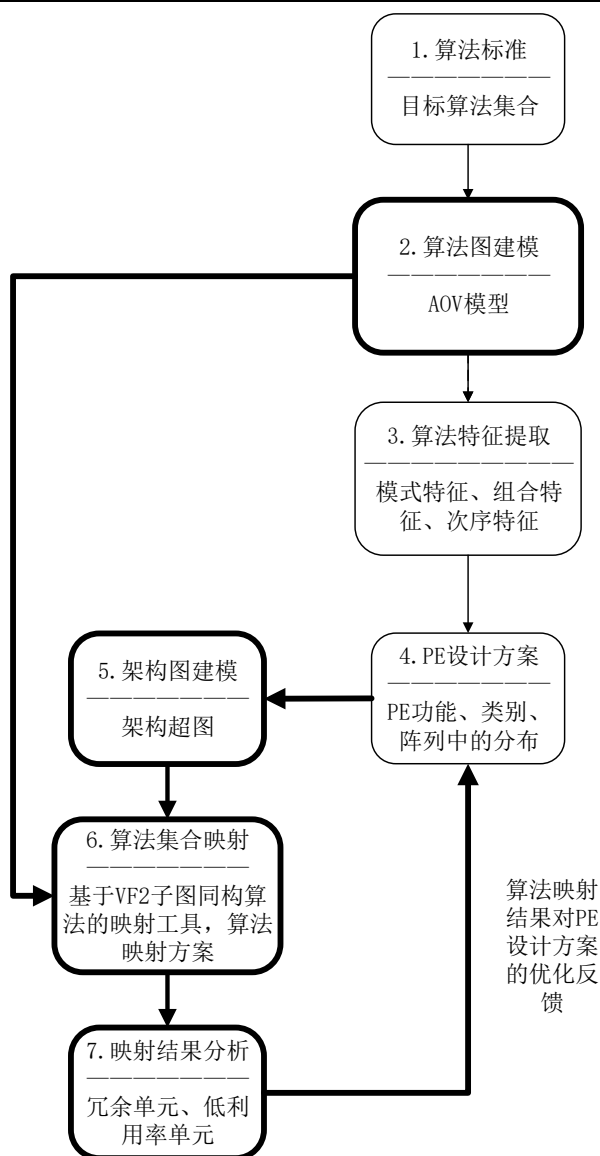 1.算法标准
———————
目标算法集合
2.算法图建模
———————
AOV模型
3.算法特征提取
—————————
模式特征、组合特
征、次序特征
4.PE设计方案
———————
PE功能、类别、
阵列中的分布
5.架构图建模
———————
架构超图
6.算法集合映射
———————
基于VF2子图同构算
法的映射工具，算法
映射方案
算法映射
结果对PE
设计方案
的优化反
馈
7.映射结果分析
———————
冗余单元、低利
用率单元